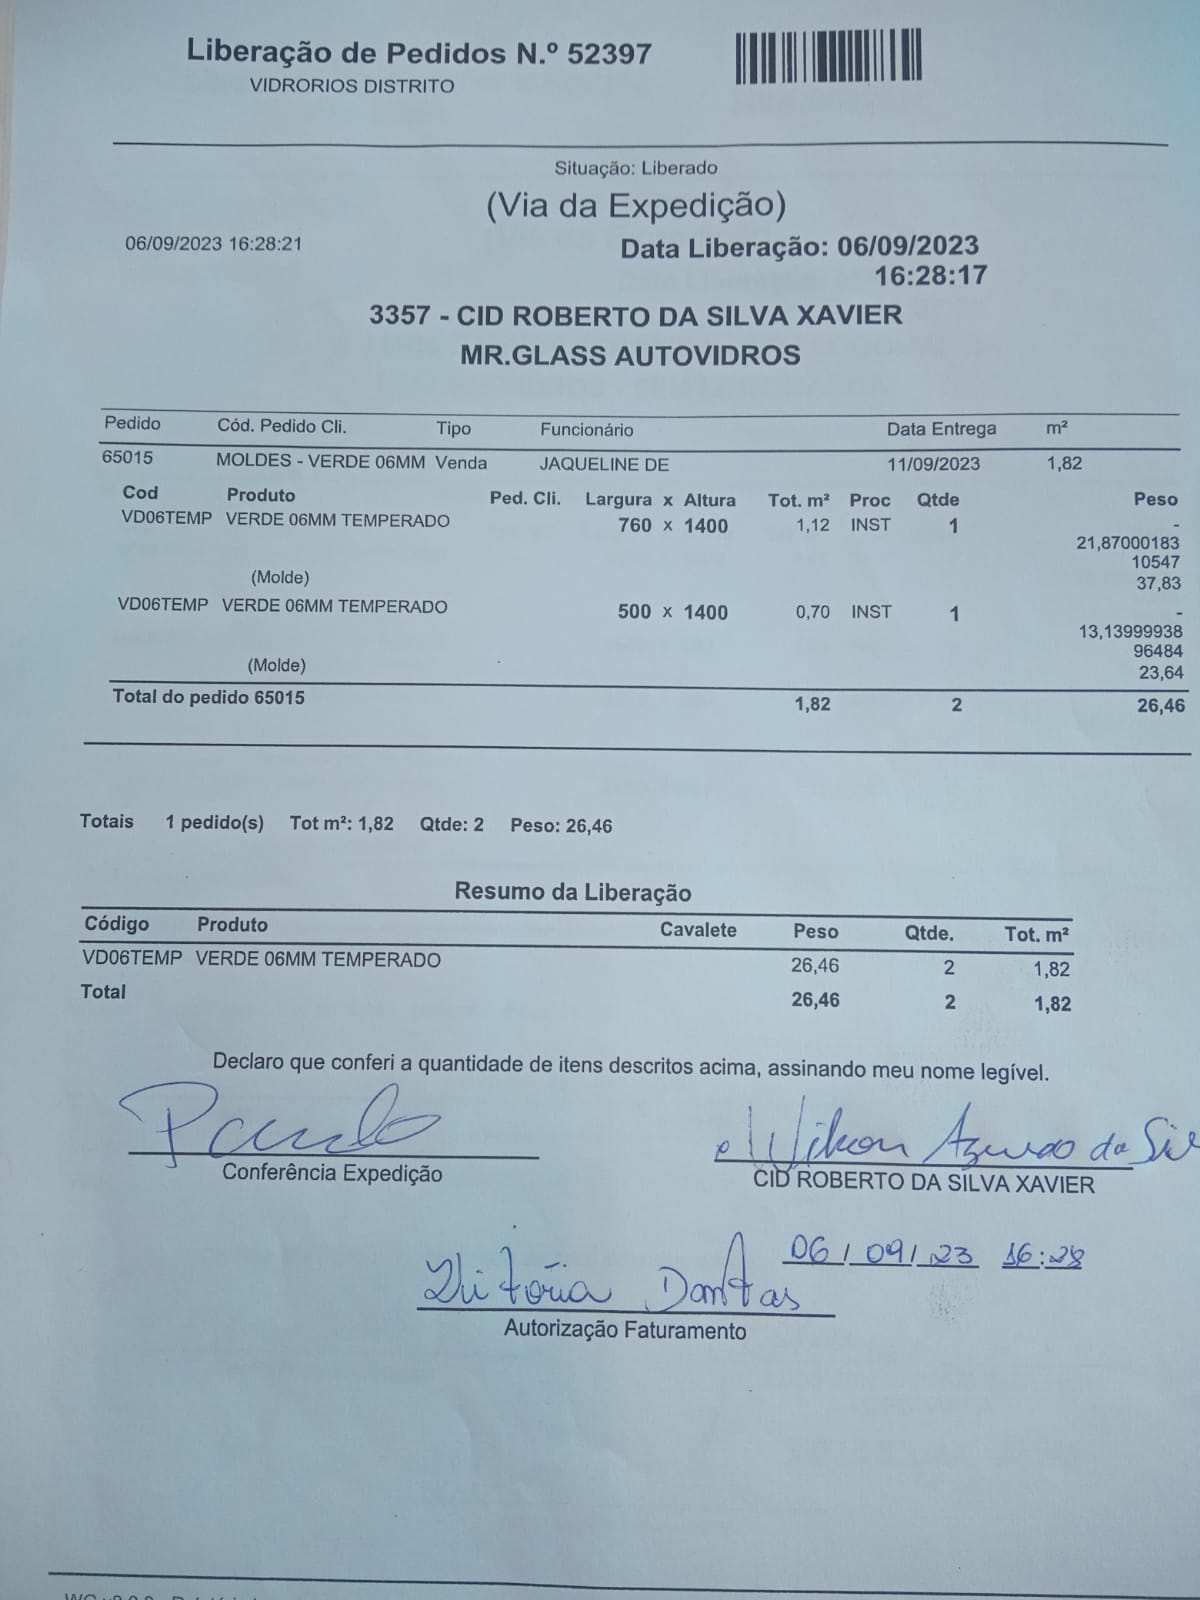 Liberação de Pedidos N.º 52397
VIDRORIOS DISTRITO
Situação: Liberado
(Via da Expedição)
06/09/2023 16:28:21 Data Liberação: 06/09/2023
16:28:17
3357 - CID ROBERTO DA SILVA XAVIER
MR.GLASS AUTOVIDROS
Pedido Cód. Pedido Cli. Tipo Funcionário Data Entrega m²
65015 MOLDES - VERDE 06MM Venda JAQUELINE DE 11/09/2023 1,82
Cod Produto Ped. Cli. Largura x Altura Tot. m² Proc Qtde Peso
VD06TEMP VERDE 06MM TEMPERADO 760 x 1400 1,12 INST 1 -
21,87000183
10547
(Molde) 37,83
VD06TEMP VERDE 06MM TEMPERADO 500 x 1400 0,70 INST 1 -
13,13999938
96484
(Molde) 23,64
Total do pedido 65015 1,82 2 26,46
Totais 1 pedido(s) Tot m²: 1,82 Qtde: 2 Peso: 26,46
Resumo da Liberação
Código Produto Cavalete Peso Qtde. Tot. m²
VD06TEMP VERDE 06MM TEMPERADO 26,46 2 1,82
Total 26,46 2 1,82
Declaro que conferi a quantidade de itens descritos acima, assinando meu nome legível.
Paulo
da
Conferência Expedição CID ROBERTO DA SILVA XAVIER
06/09/23 16:28
Vitória Dantas
Autorização Faturamento